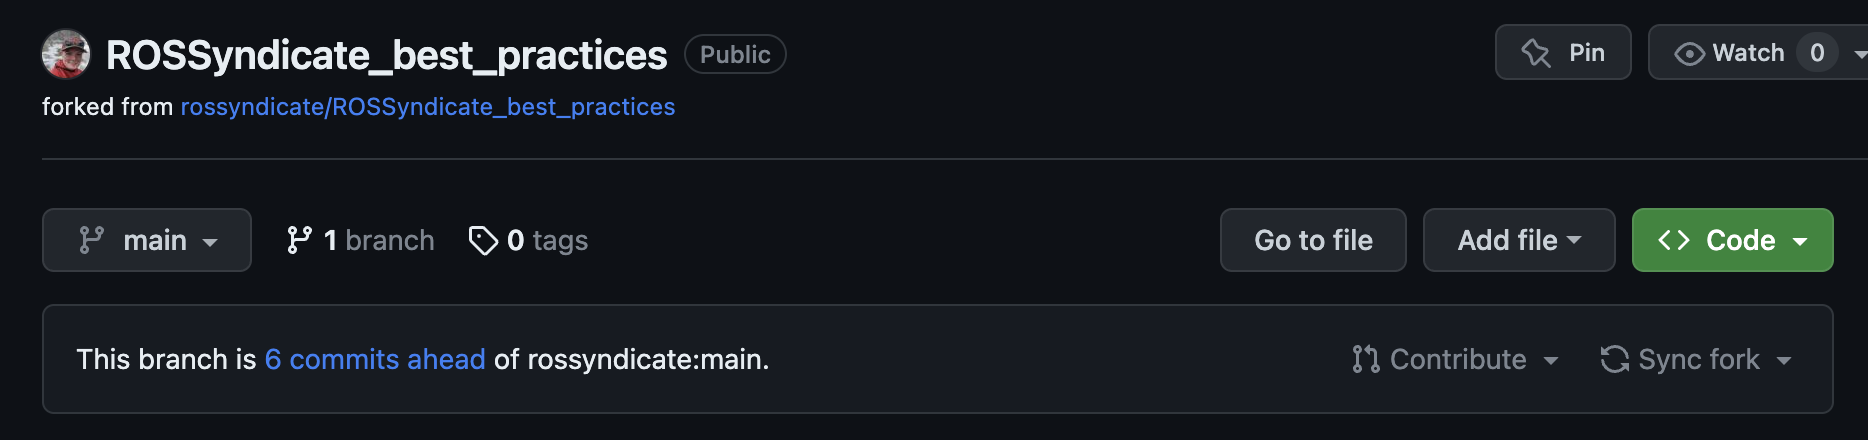 ROSSyndicate_best_practices Public Pin Watch 0
forked from rossyndicate/ROSSyndicate_best_practices
main 1 branch 0 tags Go to file Add file <> Code
This branch is 6 commits ahead of rossyndicate:main. Contribute Sync fork